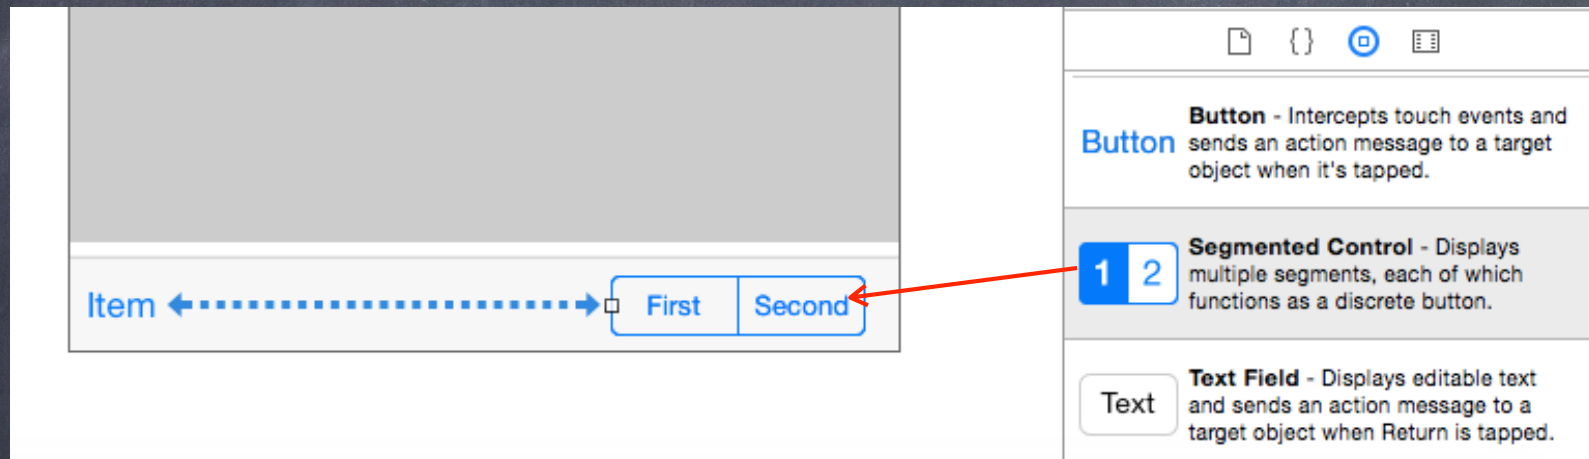 Item
First
Second
Button
Button - Intercepts touch events and
sends an action message to a target
object when it's tapped.
1 2
Segmented Control - Displays
multiple segments, each of which
functions as a discrete button.
Text
Text Field - Displays editable text
and sends an action message to a
target object when Return is tapped.